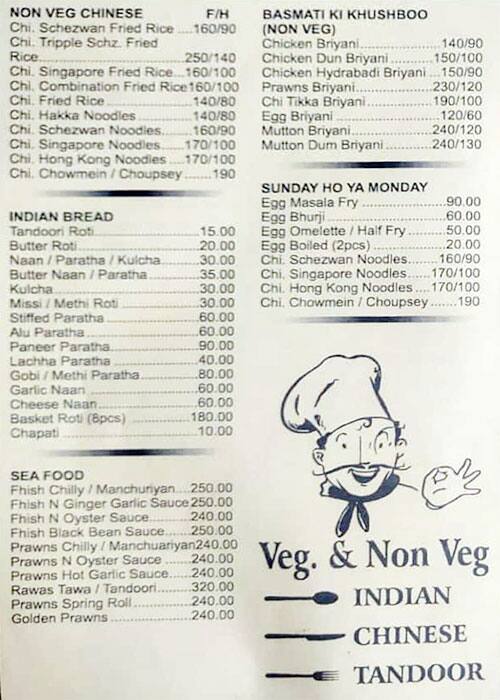 NON VEG CHINESE F/H
Chi. Schezwan Fried Rice ....160/90
Chi. Tripple Schz. Fried
Rice..............................250/140
Chi. Singapore Fried Rice...160/100
Chi. Combination Fried Rice160/100
Chi. Fried Rice ..................140/80
Chi. Hakka Noodles ...........140/80
Chi. Schezwan Noodles.......160/90
Chi. Singapore Noodles.....170/100
Chi. Hong Kong Noodles ....170/100
Chi. Chowmein / Choupsey .......190
INDIAN BREAD
Tandoori Roti ......................15.00
Butter Roti ..........................20.00
Naan / Paratha / Kulcha ........30.00
Butter Naan / Paratha ...........35.00
Kulcha ...............................30.00
Missi / Methi Roti .................30.00
Stiffed Paratha ....................60.00
Alu Paratha .........................60.00
Paneer Paratha....................90.00
Lachha Paratha....................40.00
Gobi / Methi Paratha.............80.00
Garlic Naan ........................60.00
Cheese Naan......................60.00
Basket Roti (8pcs) ..............180.00
Chapati ..............................10.00
SEA FOOD
Fhish Chilly / Manchuriyan....250.00
Fhish N Ginger Garlic Sauce250.00
Fhish N Oyster Sauce..........240.00
Fhish Black Bean Sauce......250.00
Prawns Chilly / Manchuariyan240.00
Prawns N Oyster Sauce ......240.00
Prawns Hot Garlic Sauce.....240.00
Rawas Tawa / Tandoori.......320.00
Prawns Spring Roll..............240.00
Golden Prawns ..................240.00
BASMATI KI KHUSHBOO
(NON VEG)
Chicken Briyani....................140/90
Chicken Dun Briyani...........150/100
Chicken Hydrabadi Briyani ...150/90
Prawns Briyani..................230/120
Chi Tikka Briyani ...............190/100
Egg Briyani ........................120/60
Mutton Briyani...................240/120
Mutton Dum Briyani...........240/130
SUNDAY HO YA MONDAY
Egg Masala Fry ...................90.00
Egg Bhurji ..........................60.00
Egg Omelette / Half Fry ........50.00
Egg Boiled (2pcs) ................20.00
Chi. Schezwan Noodles.......160/90
Chi. Singapore Noodles......170/100
Chi. Hong Kong Noodles ....170/100
Chi. Chowmein / Choupsey ......190
Veg. & Non Veg
INDIAN
CHINESE
TANDOOR